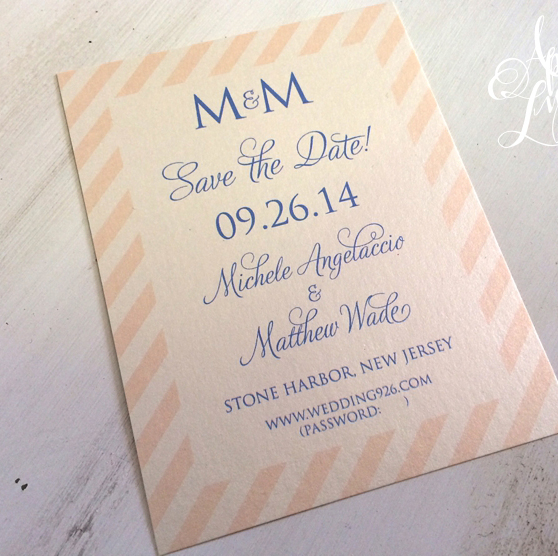 M&M
Save the Date!
09.26.14
Michele Angelaccio
&
Matthew Wade
STONE HARBOR, NEW JERSEY
WWW.WEDDING926.COM
(PASSWORD: )